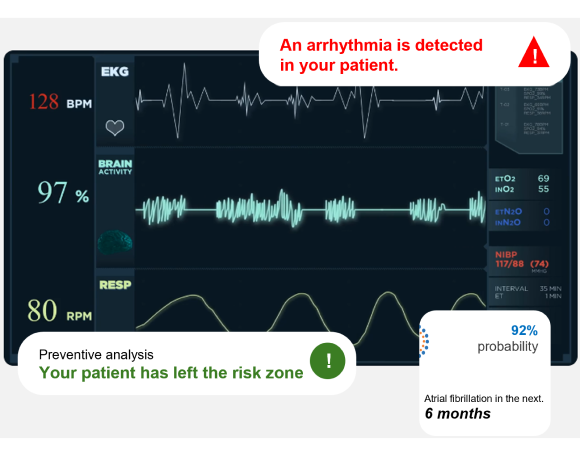 An arrhythmia is detected
in your patient.
!
EKG
128 BPM
BRAIN
ACTIVITY
97 %
ETO2 69
INO2 55
ETN2O 0
INN2O 0
NIBP
117/88 (74)
RESP
INTERVAL 35 MIN
ET 1 MIN
80 RPM
92%
probability
Preventive analysis
Your patient has left the risk zone
!
Atrial fibrillation in the next.
6 months